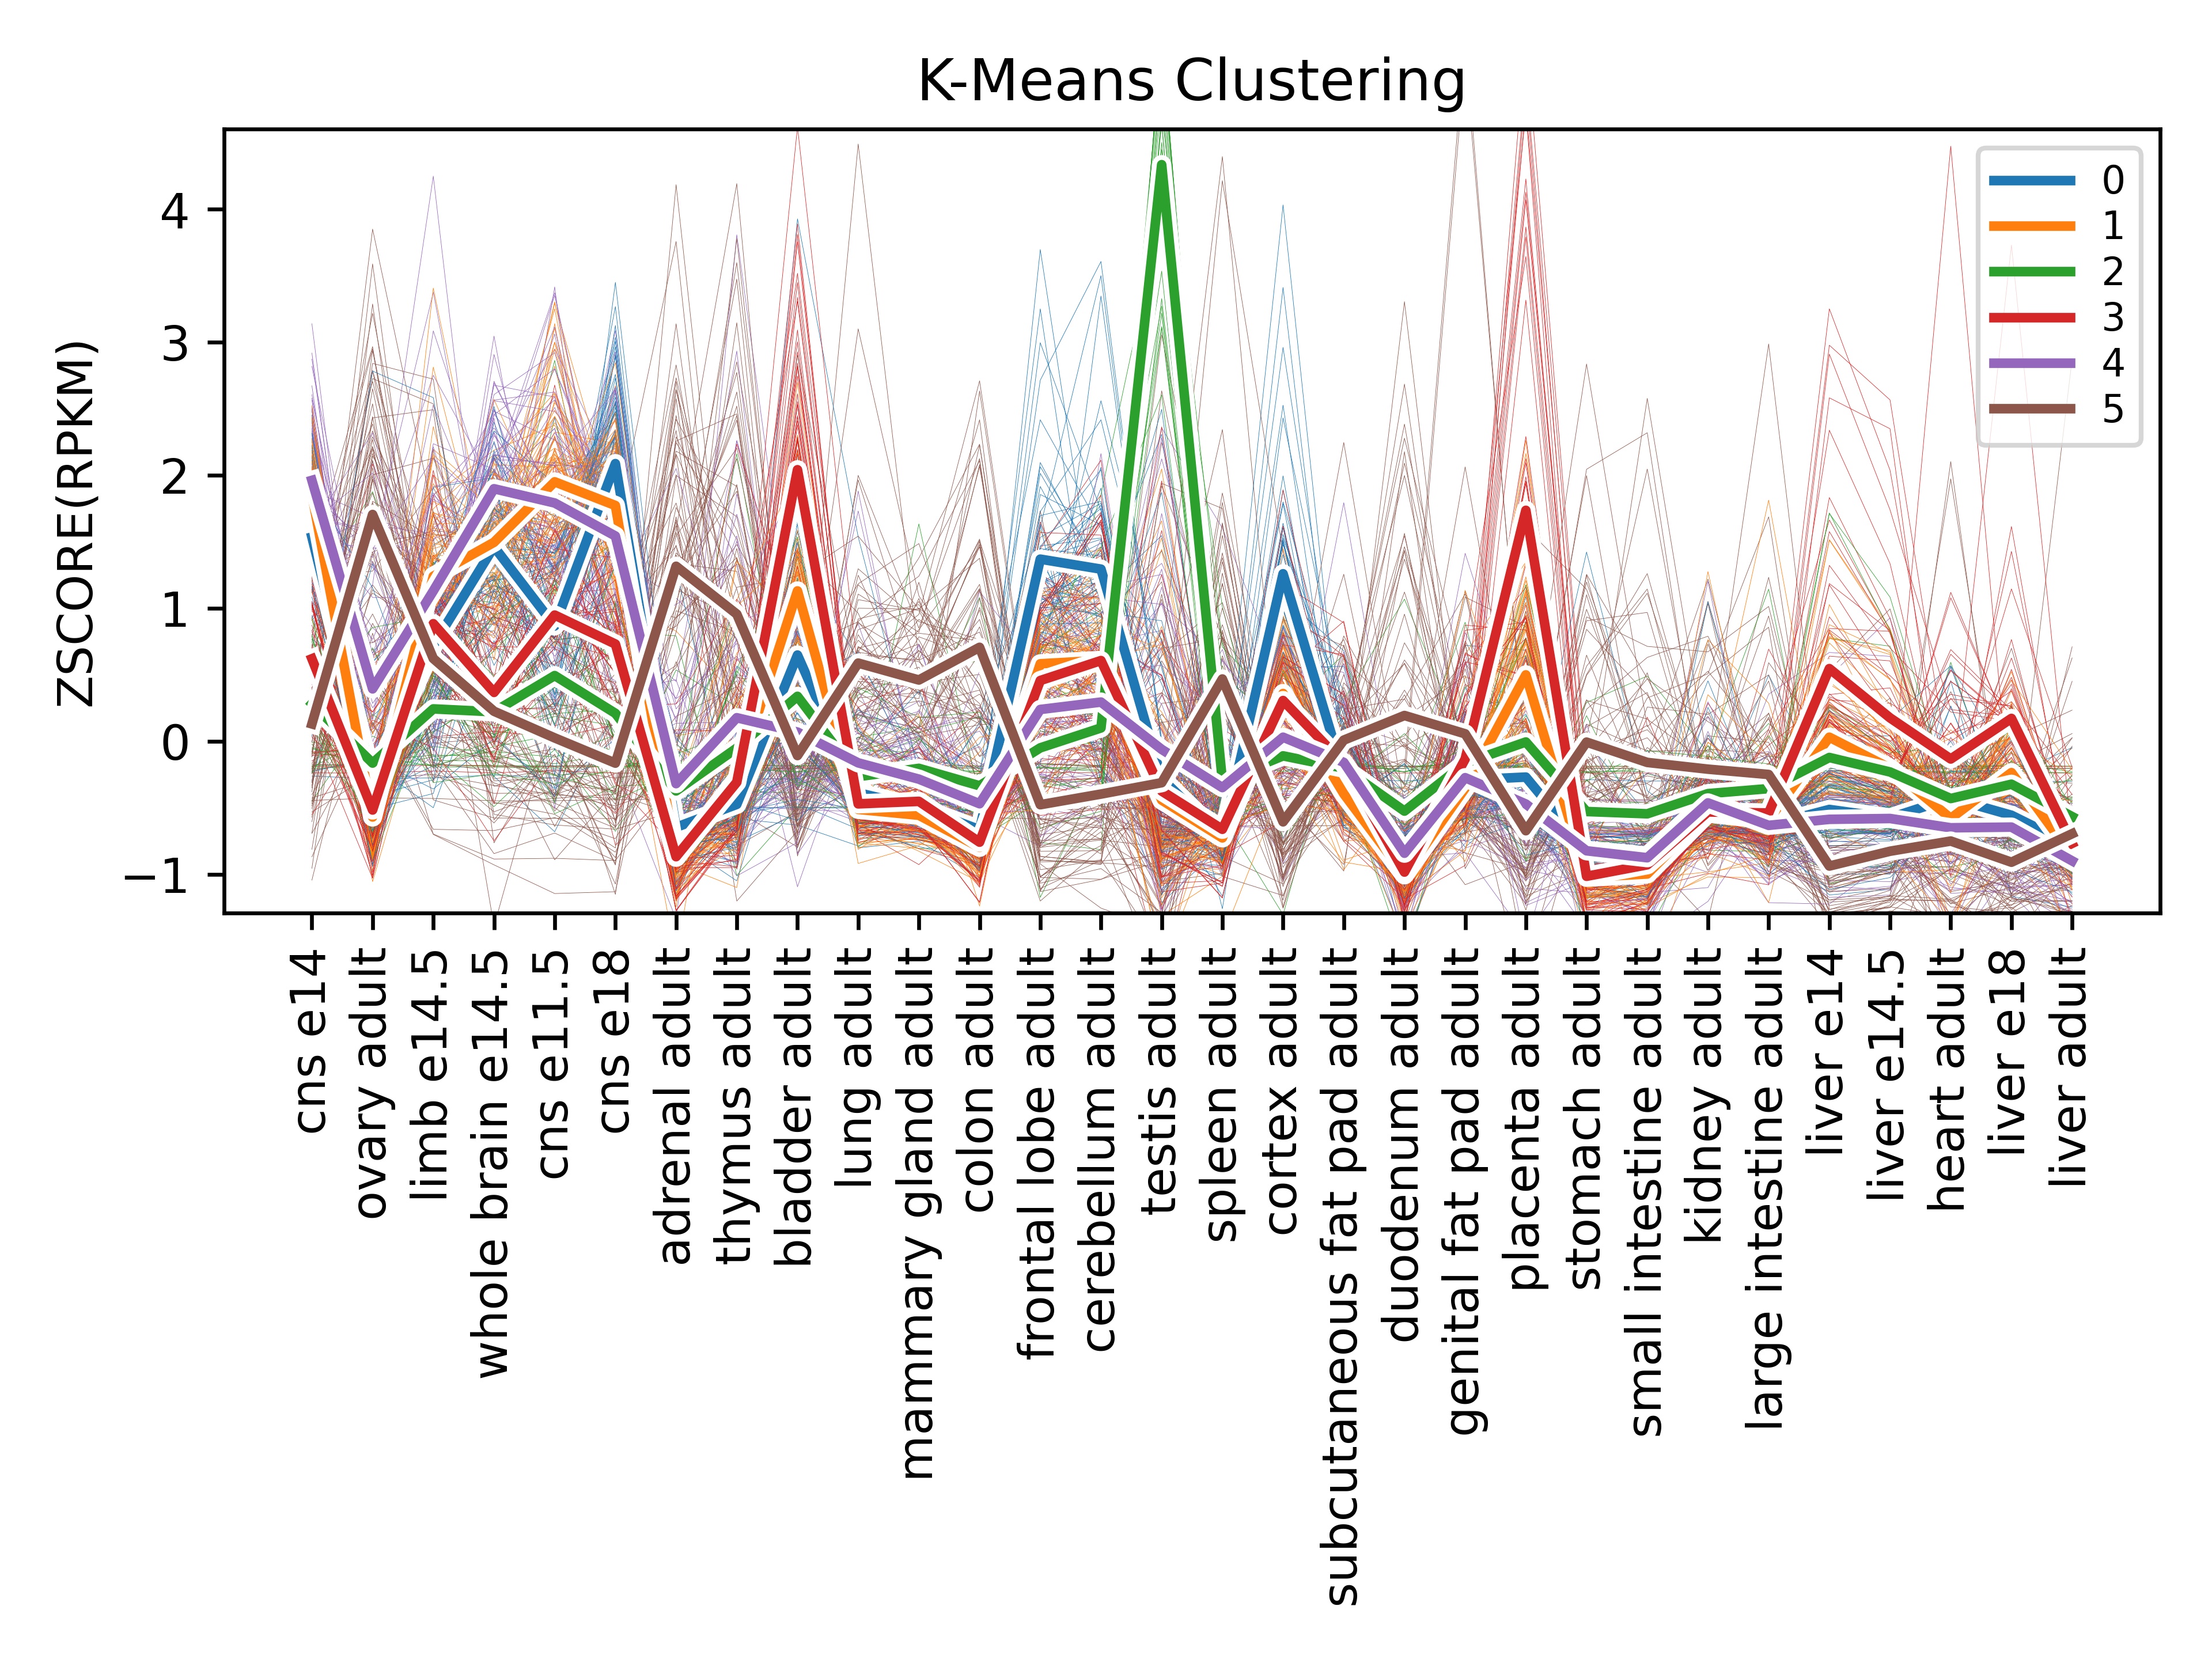 K-Means Clustering
ZSCORE(RPKM)
4
3
2
1
0
−1
0
1
2
3
4
5
cns e14
ovary adult
limb e14.5
whole brain e14.5
cns e11.5
cns e18
adrenal adult
thymus adult
bladder adult
lung adult
mammary gland adult
colon adult
frontal lobe adult
cerebellum adult
testis adult
spleen adult
cortex adult
subcutaneous fat pad adult
duodenum adult
genital fat pad adult
placenta adult
stomach adult
small intestine adult
kidney adult
large intestine adult
liver e14
liver e14.5
heart adult
liver e18
liver adult